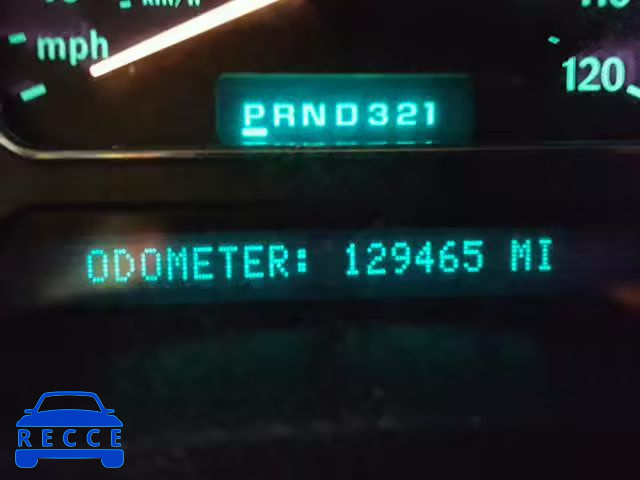 mph
120
PRND321
ODOMETER: 129465 MI
RECCE